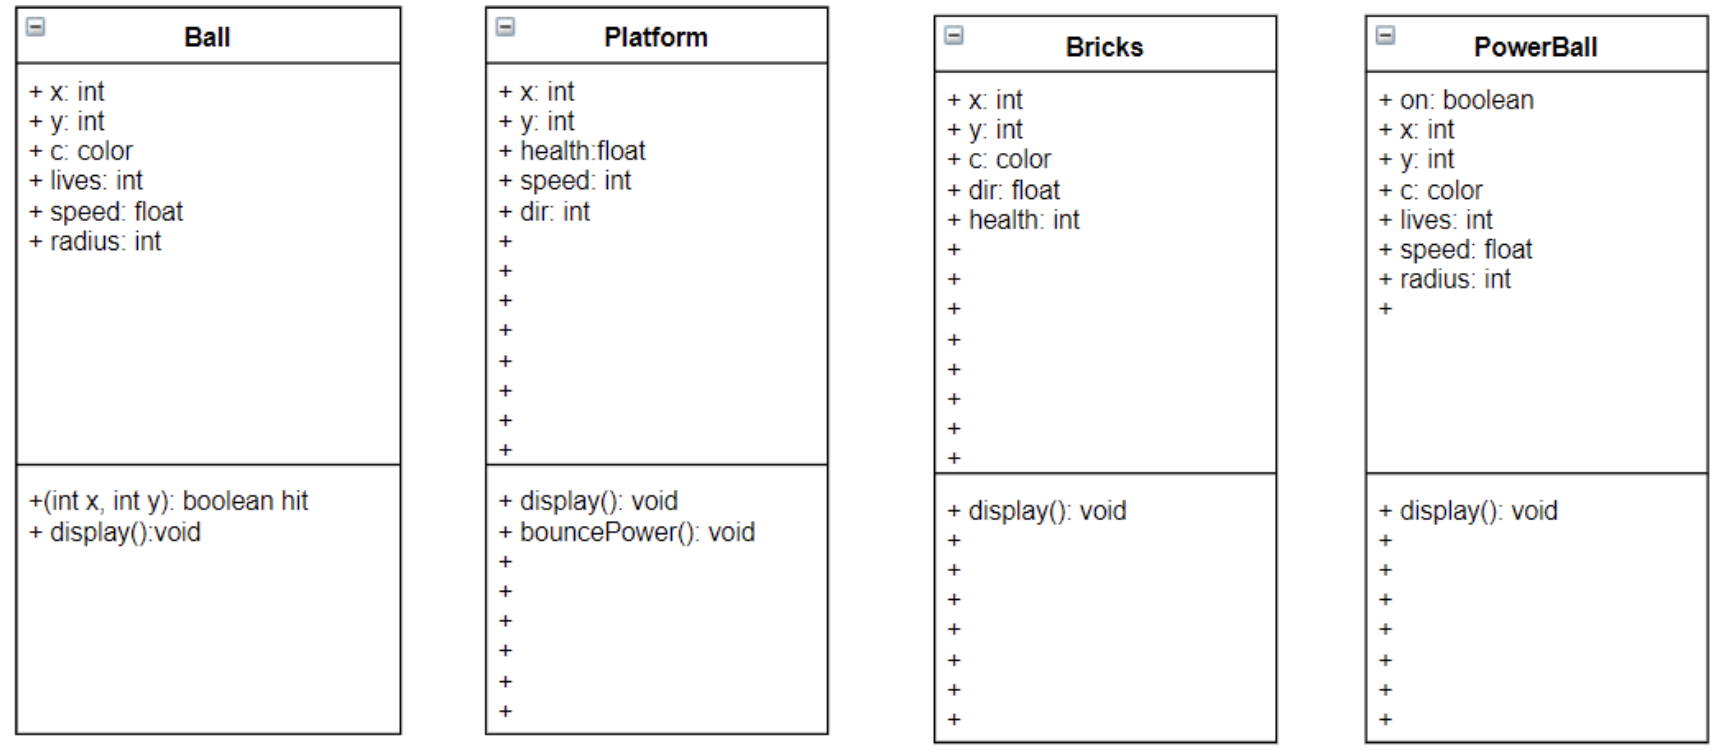 Ball
+ x: int
+ y: int
+ c: color
+ lives: int
+ speed: float
+ radius: int
+(int x, int y): boolean hit
+ display():void
Platform
+ x: int
+ y: int
+ health:float
+ speed: int
+ dir: int
+
+
+
+
+
+
+
+
+ display(): void
+ bouncePower(): void
+
+
+
+
+
+
Bricks
+ x: int
+ y: int
+ c: color
+ dir: float
+ health: int
+
+
+
+
+
+
+
+
+ display(): void
+
+
+
+
+
+
+
PowerBall
+ on: boolean
+ x: int
+ y: int
+ c: color
+ lives: int
+ speed: float
+ radius: int
+
+ display(): void
+
+
+
+
+
+
+